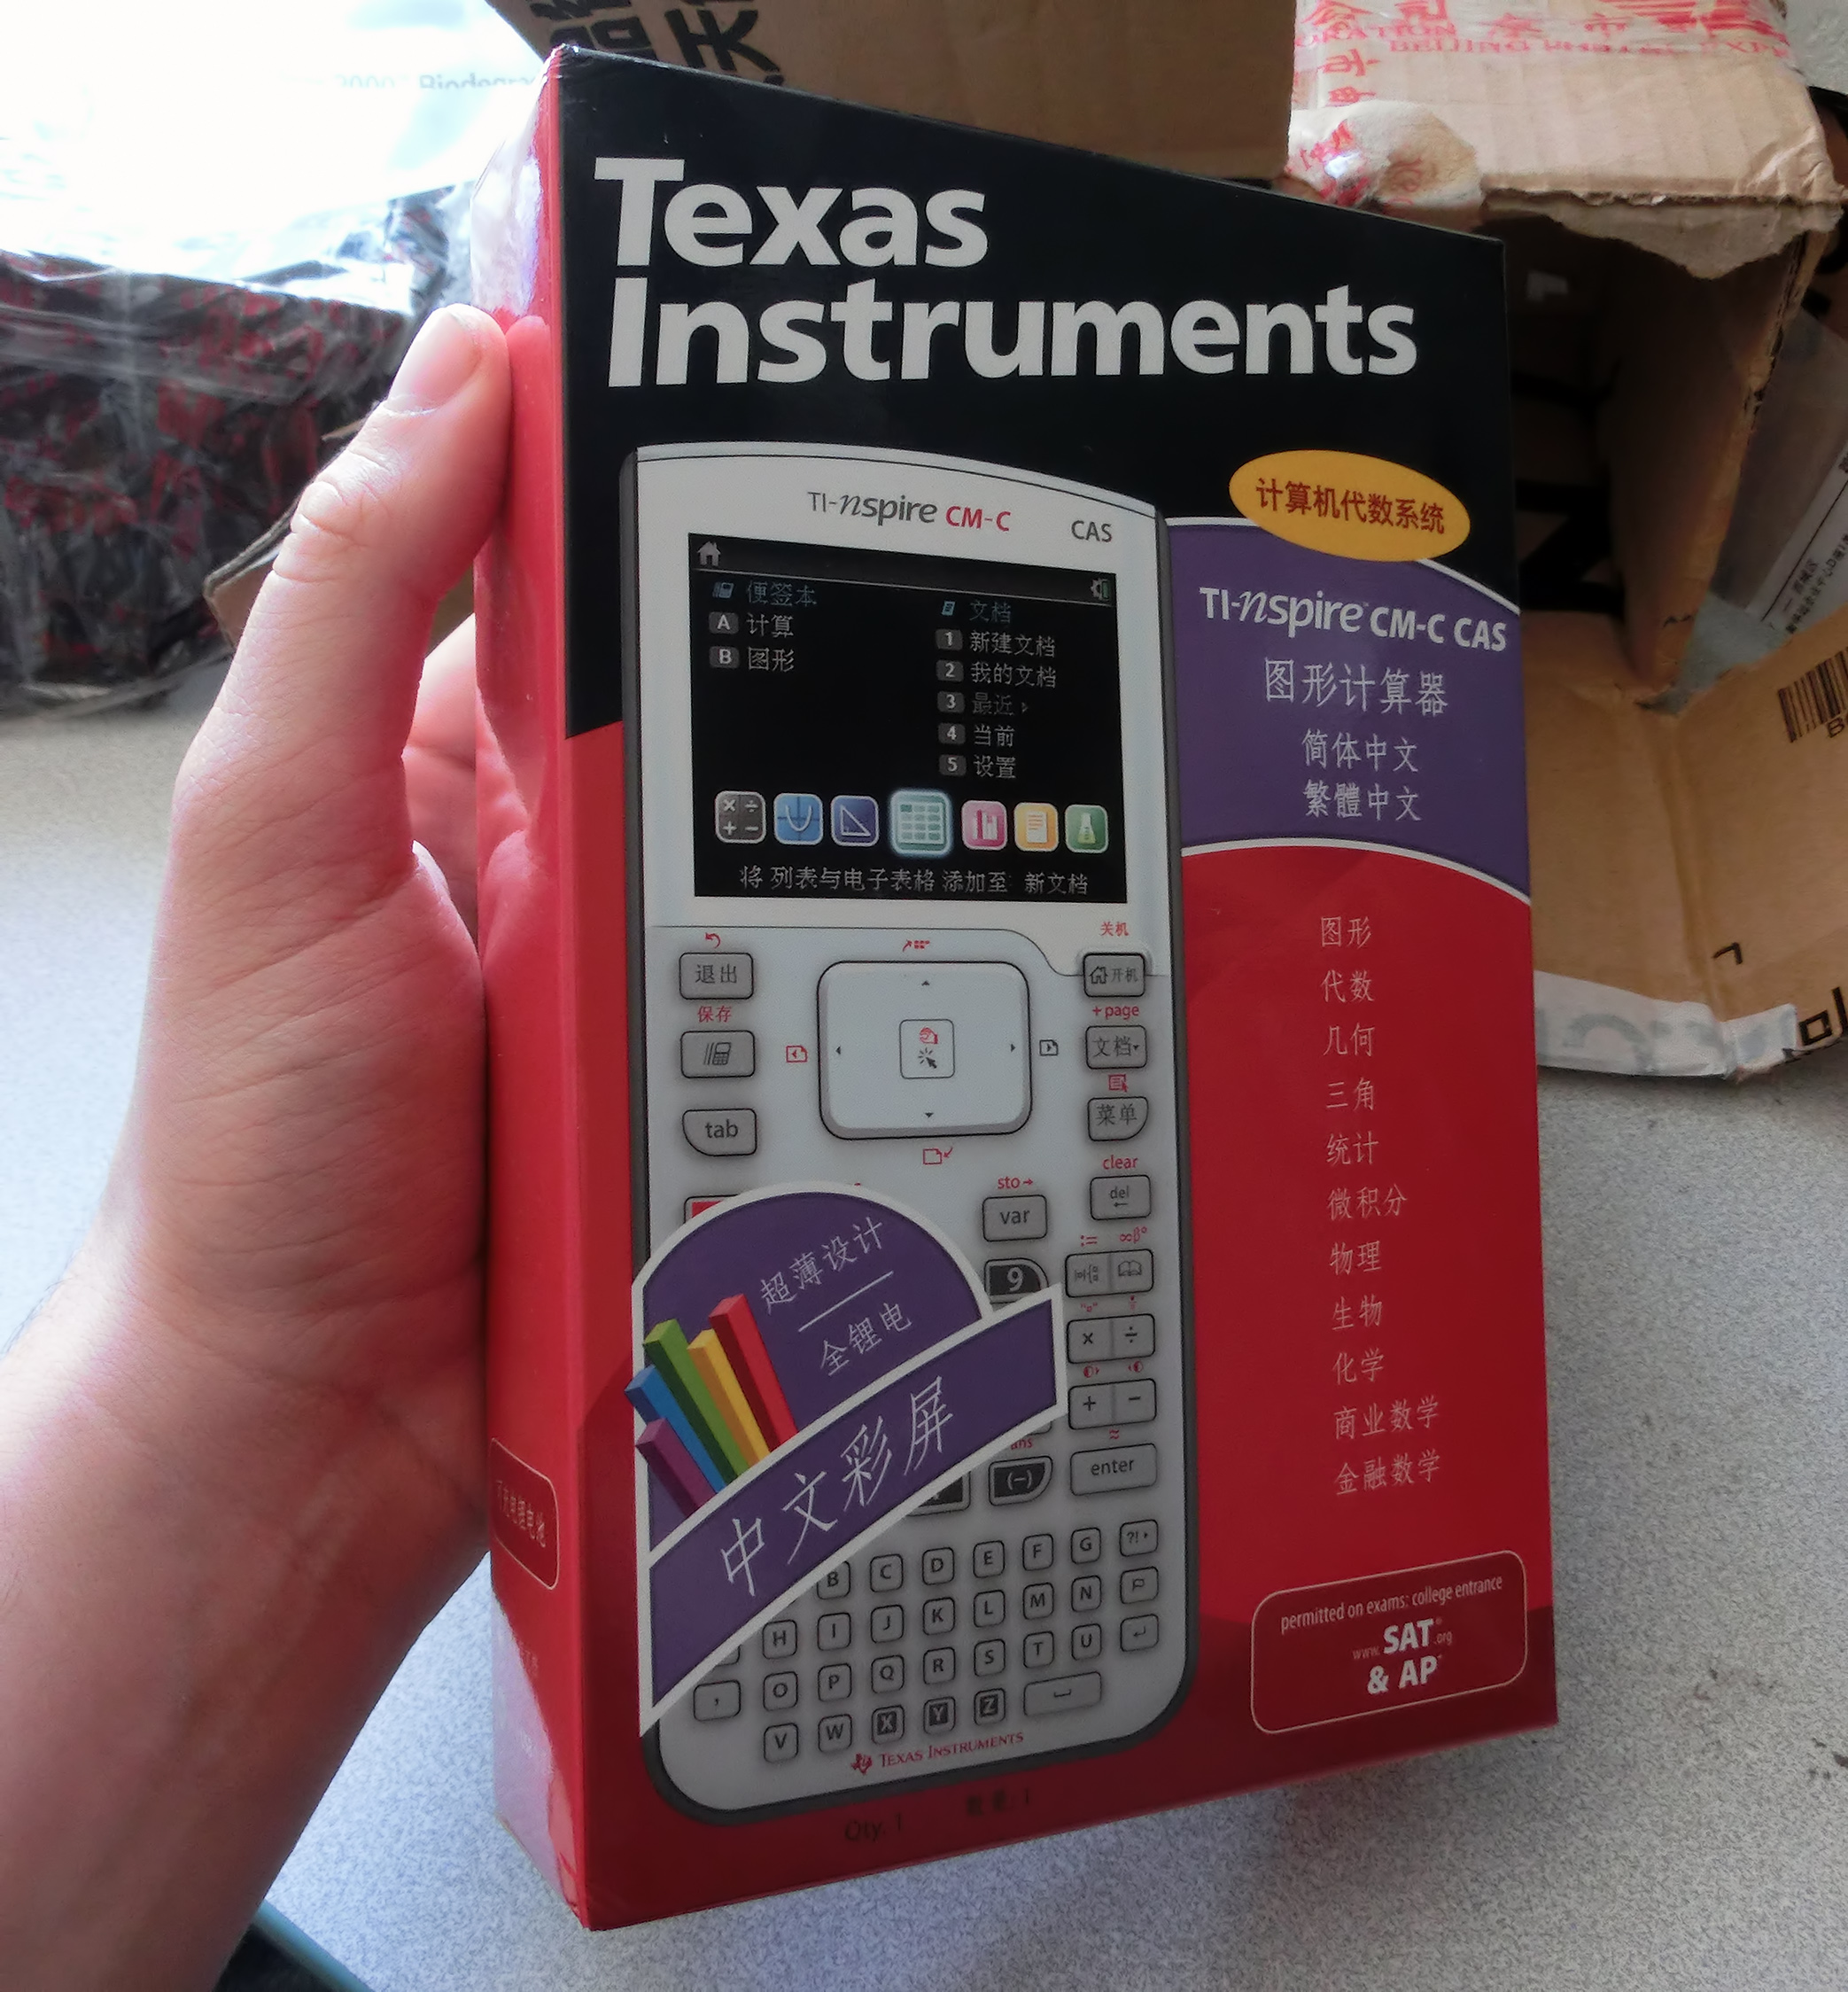 Texas
Instruments
计算机代数系统
TI-nspire CM-C CAS
图形计算器
简体中文
繁體中文
图形
代数
几何
三角
统计
微积分
物理
生物
化学
商业数学
金融数学
permitted on exams: college entrance
www.SAT.org
& AP
TI-nspire CM-C CAS
便签本
A 计算
B 图形
文档
1 新建文档
2 我的文档
3 最近
4 当前
5 设置
将 列表与电子表格 添加至 新文档
关机
退出
开机
保存
+page
文档
tab
菜单
clear
sto→
del
var
:= ∞β°
9
× ÷
+ −
ans
(−)
≈
enter
超薄设计
全锂电
中文彩屏
B C D E F G ?!
H I J K L M N
, O P Q R S T U
V W X Y Z
TEXAS INSTRUMENTS
Qty. 1